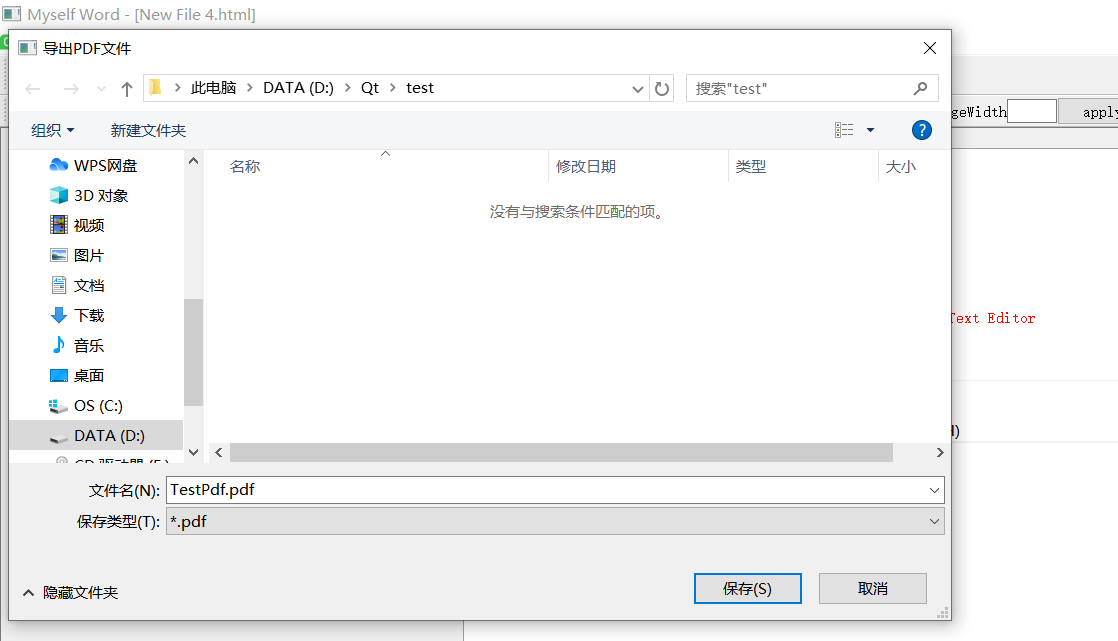 Myself Word - [New File 4.html]
导出PDF文件
此电脑 DATA (D:) Qt test
搜索"test"
组织 新建文件夹
geWidth apply
WPS网盘
3D 对象
视频
图片
文档
下载
音乐
桌面
OS (C:)
DATA (D:)
名称 修改日期 类型 大小
没有与搜索条件匹配的项。
Text Editor
文件名(N): TestPdf.pdf
保存类型(T): *.pdf
隐藏文件夹
保存(S) 取消